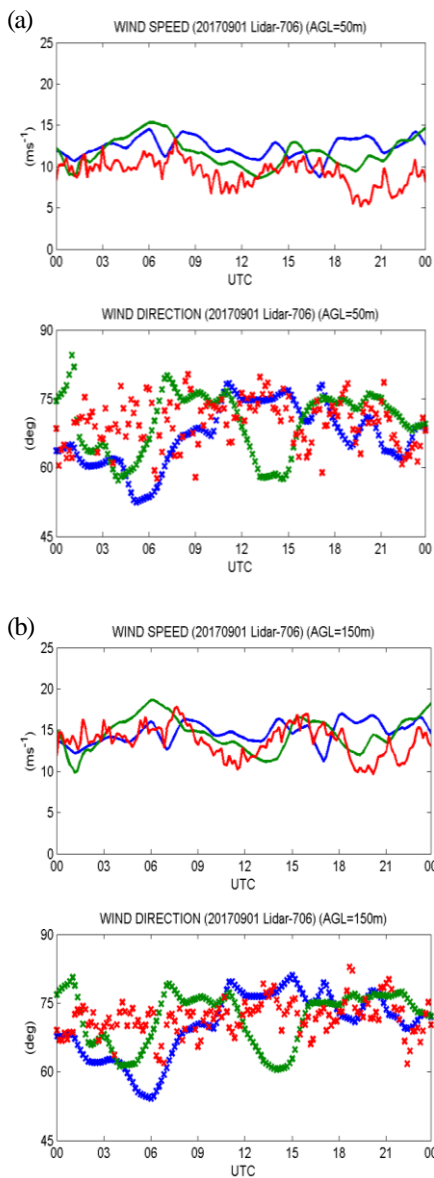 (a)
WIND SPEED (20170901 Lidar-706) (AGL=50m)
25
20
15
10
5
0
(ms⁻¹)
00 03 06 09 12 15 18 21 00
UTC
WIND DIRECTION (20170901 Lidar-706) (AGL=50m)
90
75
60
45
(deg)
00 03 06 09 12 15 18 21 00
UTC
(b)
WIND SPEED (20170901 Lidar-706) (AGL=150m)
25
20
15
10
5
0
(ms⁻¹)
00 03 06 09 12 15 18 21 00
UTC
WIND DIRECTION (20170901 Lidar-706) (AGL=150m)
90
75
60
45
(deg)
00 03 06 09 12 15 18 21 00
UTC